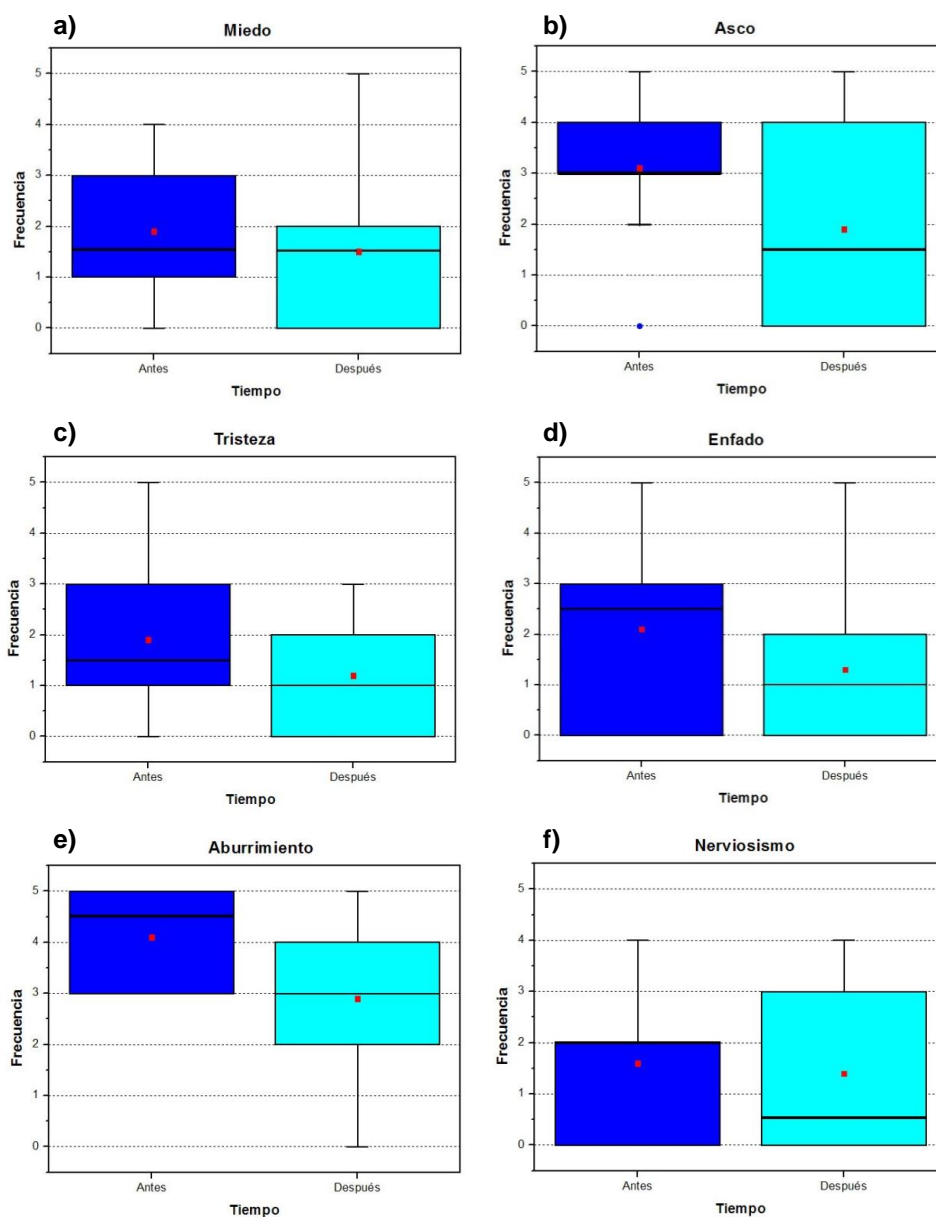 a)
Miedo
Frecuencia
5
4
3
2
1
0
Antes
Después
Tiempo
b)
Asco
Frecuencia
5
4
3
2
1
0
Antes
Después
Tiempo
c)
Tristeza
Frecuencia
5
4
3
2
1
0
Antes
Después
Tiempo
d)
Enfado
Frecuencia
5
4
3
2
1
0
Antes
Después
Tiempo
e)
Aburrimiento
Frecuencia
5
4
3
2
1
0
Antes
Después
Tiempo
f)
Nerviosismo
Frecuencia
5
4
3
2
1
0
Antes
Después
Tiempo